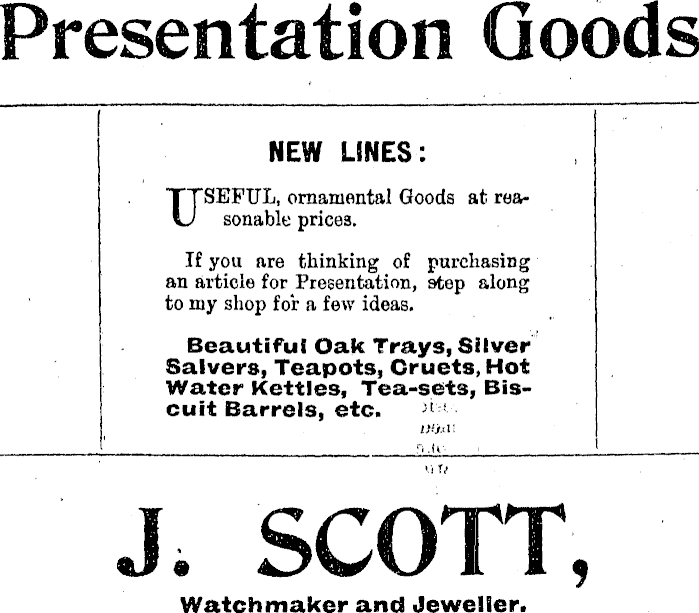 Presentation Goods
NEW LINES:
USEFUL, ornamental Goods at rea-
sonable prices.
If you are thinking of purchasing
an article for Presentation, step along
to my shop for a few ideas.
Beautiful Oak Trays, Silver
Salvers, Teapots, Cruets, Hot
Water Kettles, Tea-sets, Bis-
cuit Barrels, etc.
J. SCOTT,
Watchmaker and Jeweller.